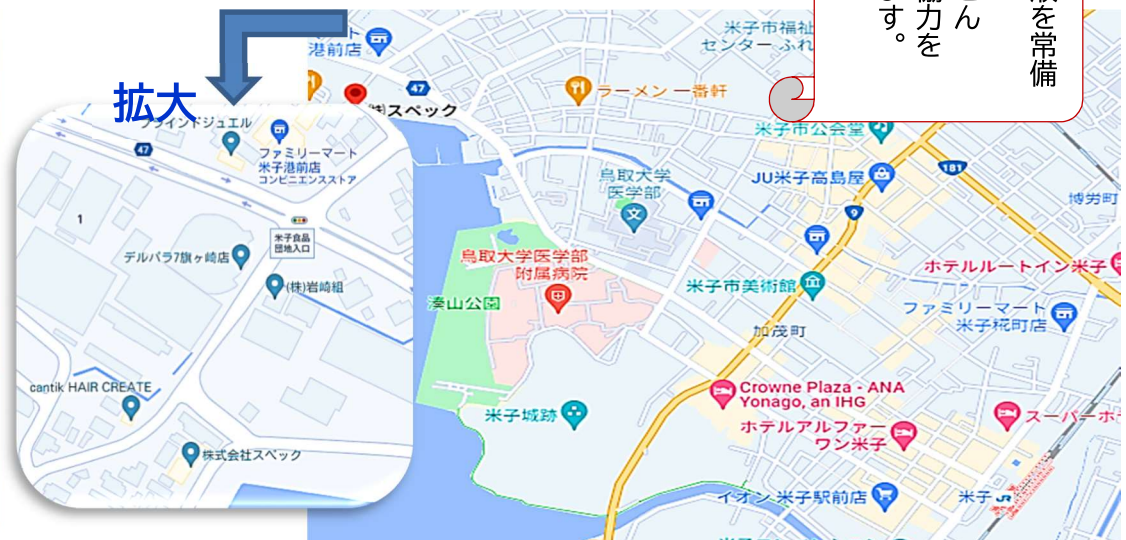 液を常備
さん
協力を
す。
拡大
港前店
47
(株)スペック
ラーメン 一番軒
米子市福祉
センター ふれ
米子市公会堂
JU米子高島屋
181
9
博労町
鳥取大学
医学部
鳥取大学医学部
附属病院
湊山公園
米子市美術館
ホテルルートイン米子
ファミリーマート
米子糀町店
加茂町
Crowne Plaza - ANA
Yonago, an IHG
米子城跡
ホテルアルファー
ワン米子
スーパーホ
イオン 米子駅前店
米子
JR
ブラインドジュエル
47
ファミリーマート
米子港前店
コンビニエンスストア
1
米子食品
団地入口
デルパラ7旗ヶ崎店
(株)岩崎組
cantik HAIR CREATE
株式会社スペック